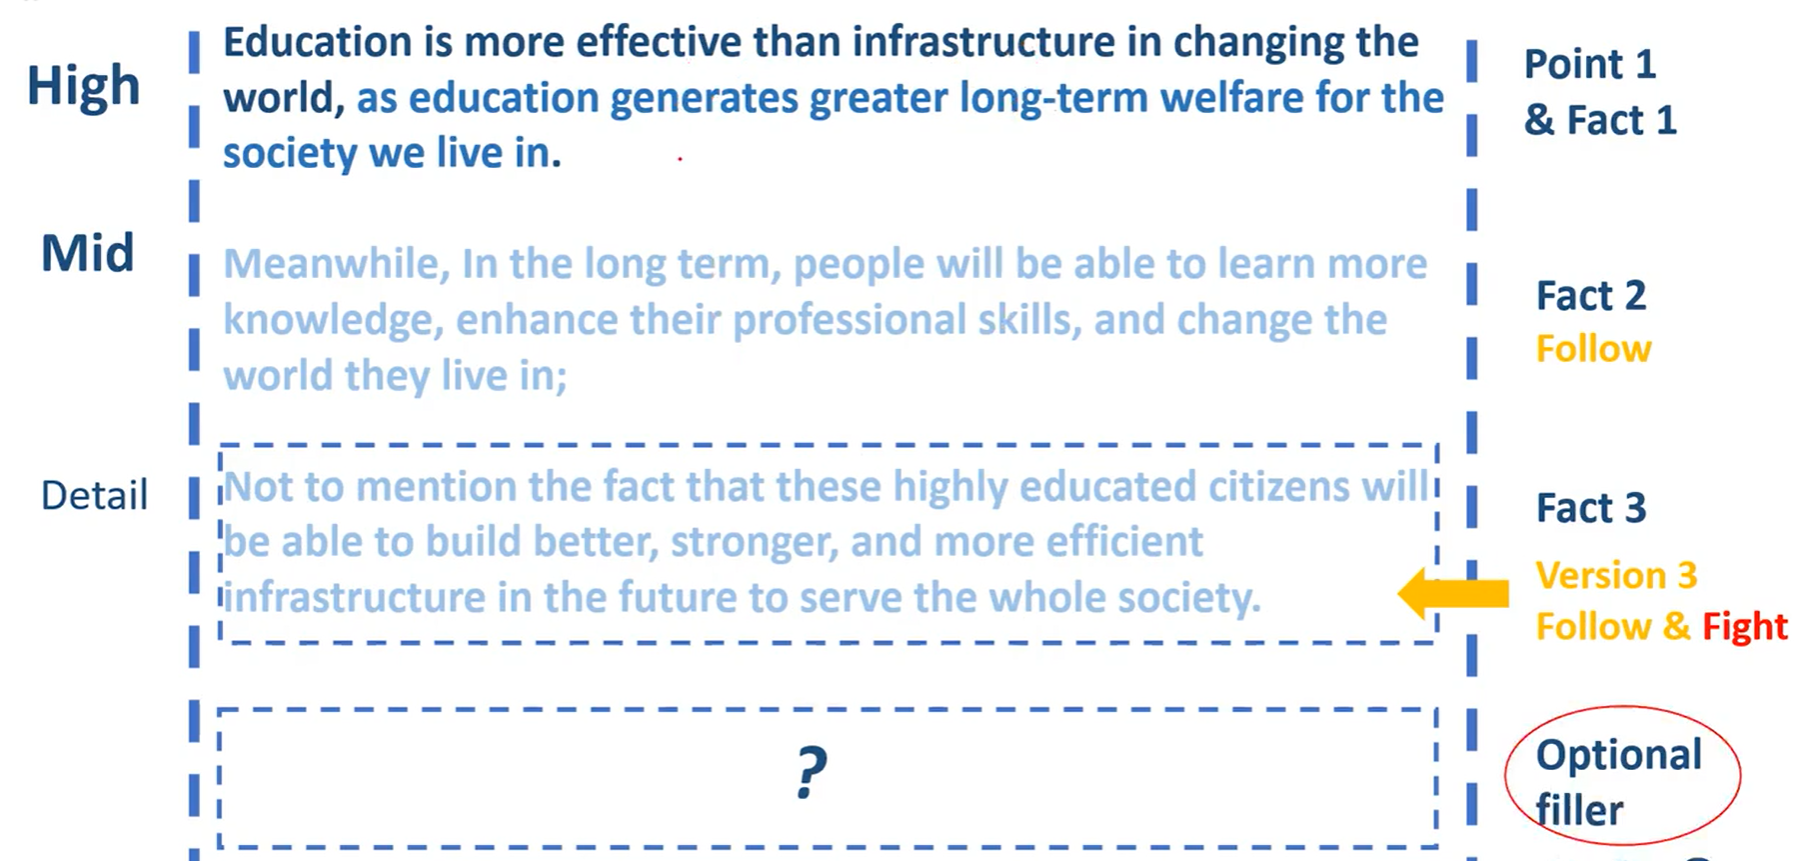 High
Education is more effective than infrastructure in changing the
world, as education generates greater long-term welfare for the
society we live in.
Point 1
& Fact 1
Mid
Meanwhile, In the long term, people will be able to learn more
knowledge, enhance their professional skills, and change the
world they live in;
Fact 2
Follow
Detail
Not to mention the fact that these highly educated citizens will
be able to build better, stronger, and more efficient
infrastructure in the future to serve the whole society.
Fact 3
Version 3
Follow & Fight
?
Optional
filler